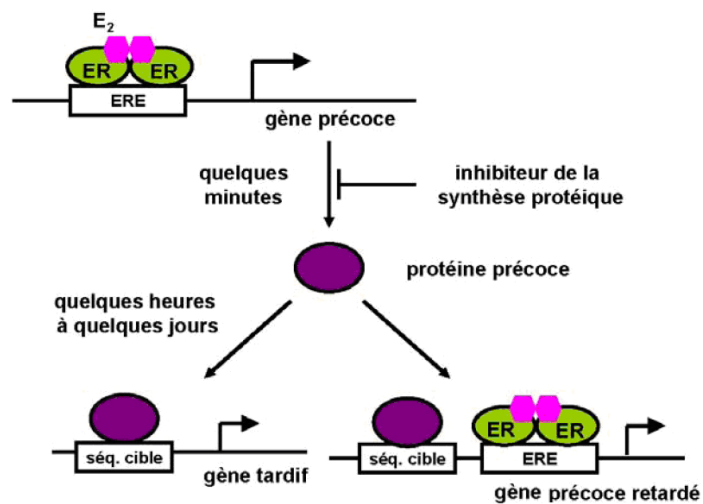 E2
ER ER
ERE
gène précoce
quelques
minutes
inhibiteur de la
synthèse protéique
protéine précoce
quelques heures
à quelques jours
séq. cible
gène tardif
ER ER
séq. cible
ERE
gène précoce retardé